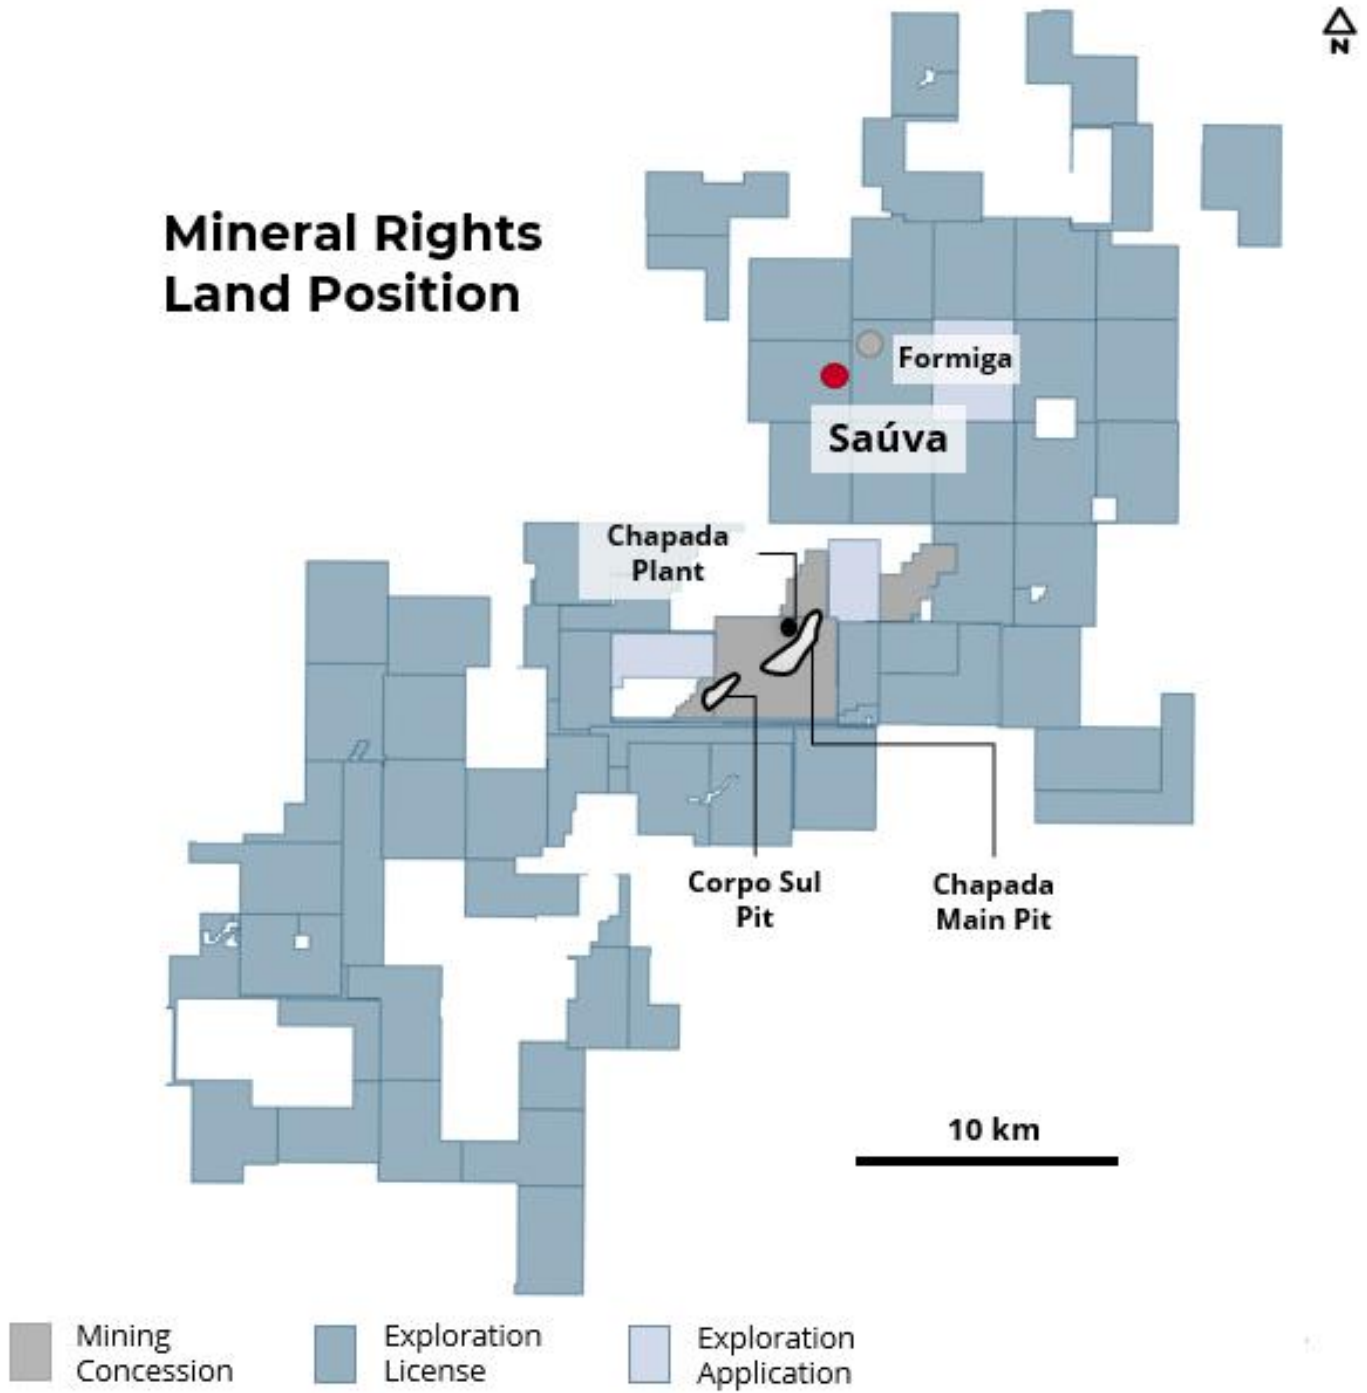 N
Mineral Rights
Land Position
Formiga
Saúva
Chapada
Plant
Corpo Sul
Pit
Chapada
Main Pit
10 km
Mining
Concession
Exploration
License
Exploration
Application